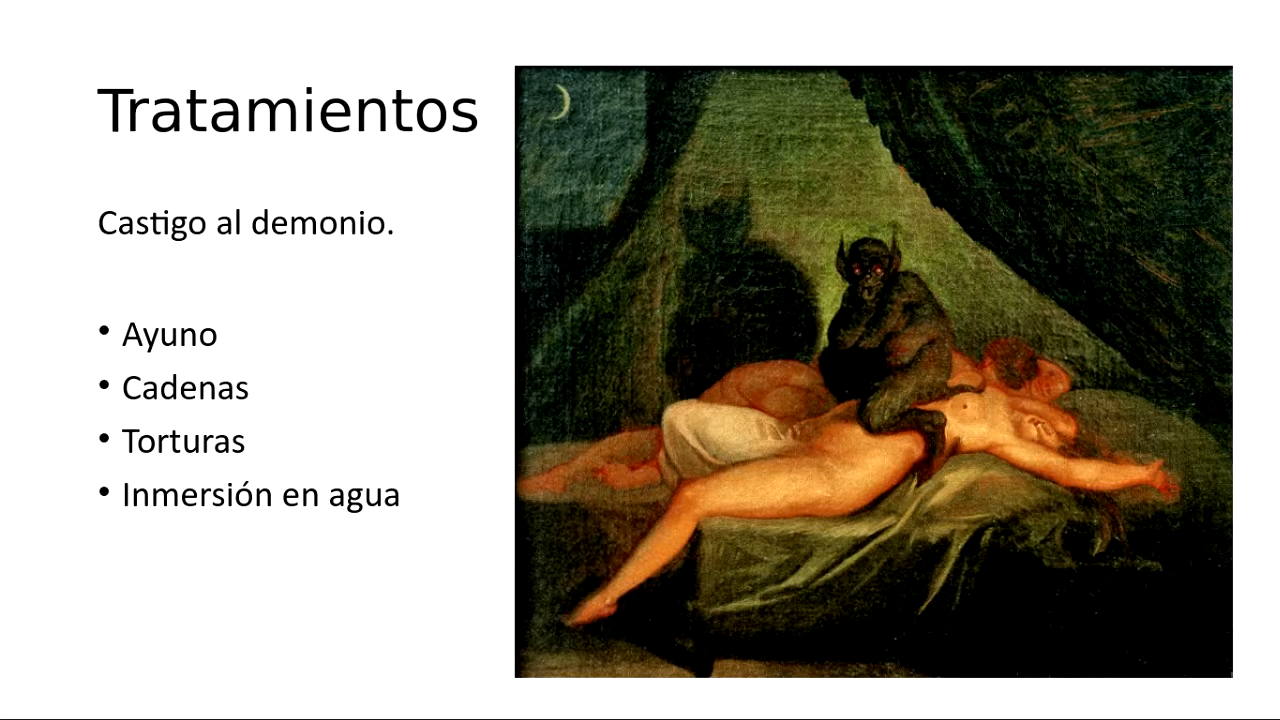 Tratamientos
Castigo al demonio.
• Ayuno
• Cadenas
• Torturas
• Inmersión en agua